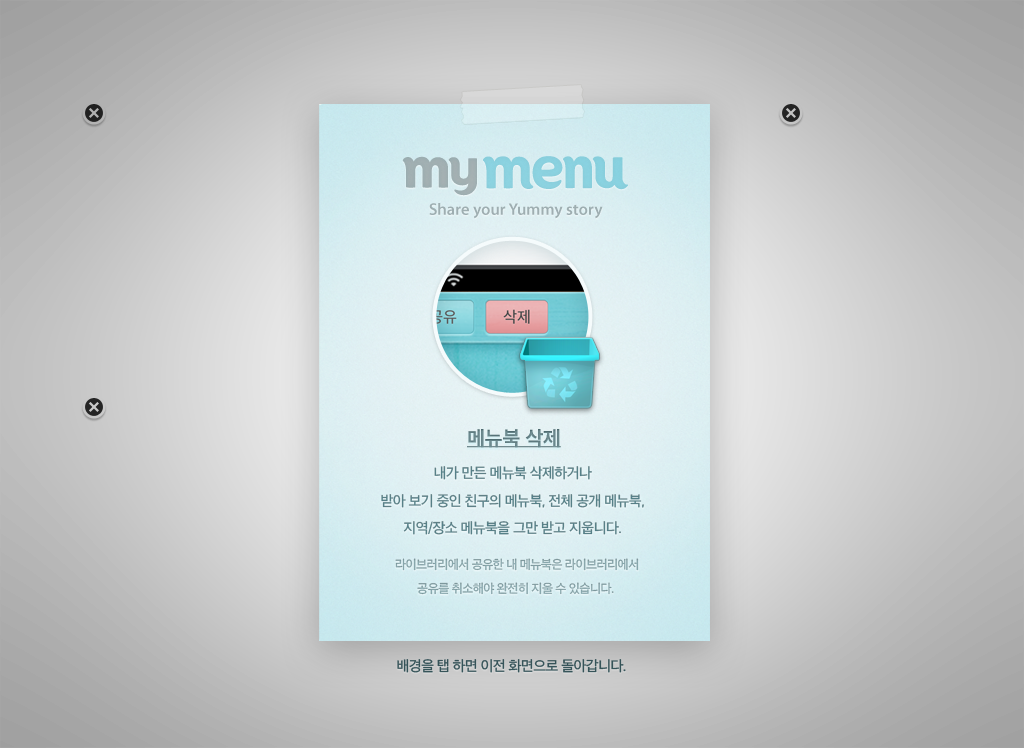 my menu
Share your Yummy story
공유 삭제
메뉴북 삭제
내가 만든 메뉴북 삭제하거나
받아 보기 중인 친구의 메뉴북, 전체 공개 메뉴북,
지역/장소 메뉴북을 그만 받고 지웁니다.
라이브러리에서 공유한 내 메뉴북은 라이브러리에서
공유를 취소해야 완전히 지울 수 있습니다.
배경을 탭 하면 이전 화면으로 돌아갑니다.